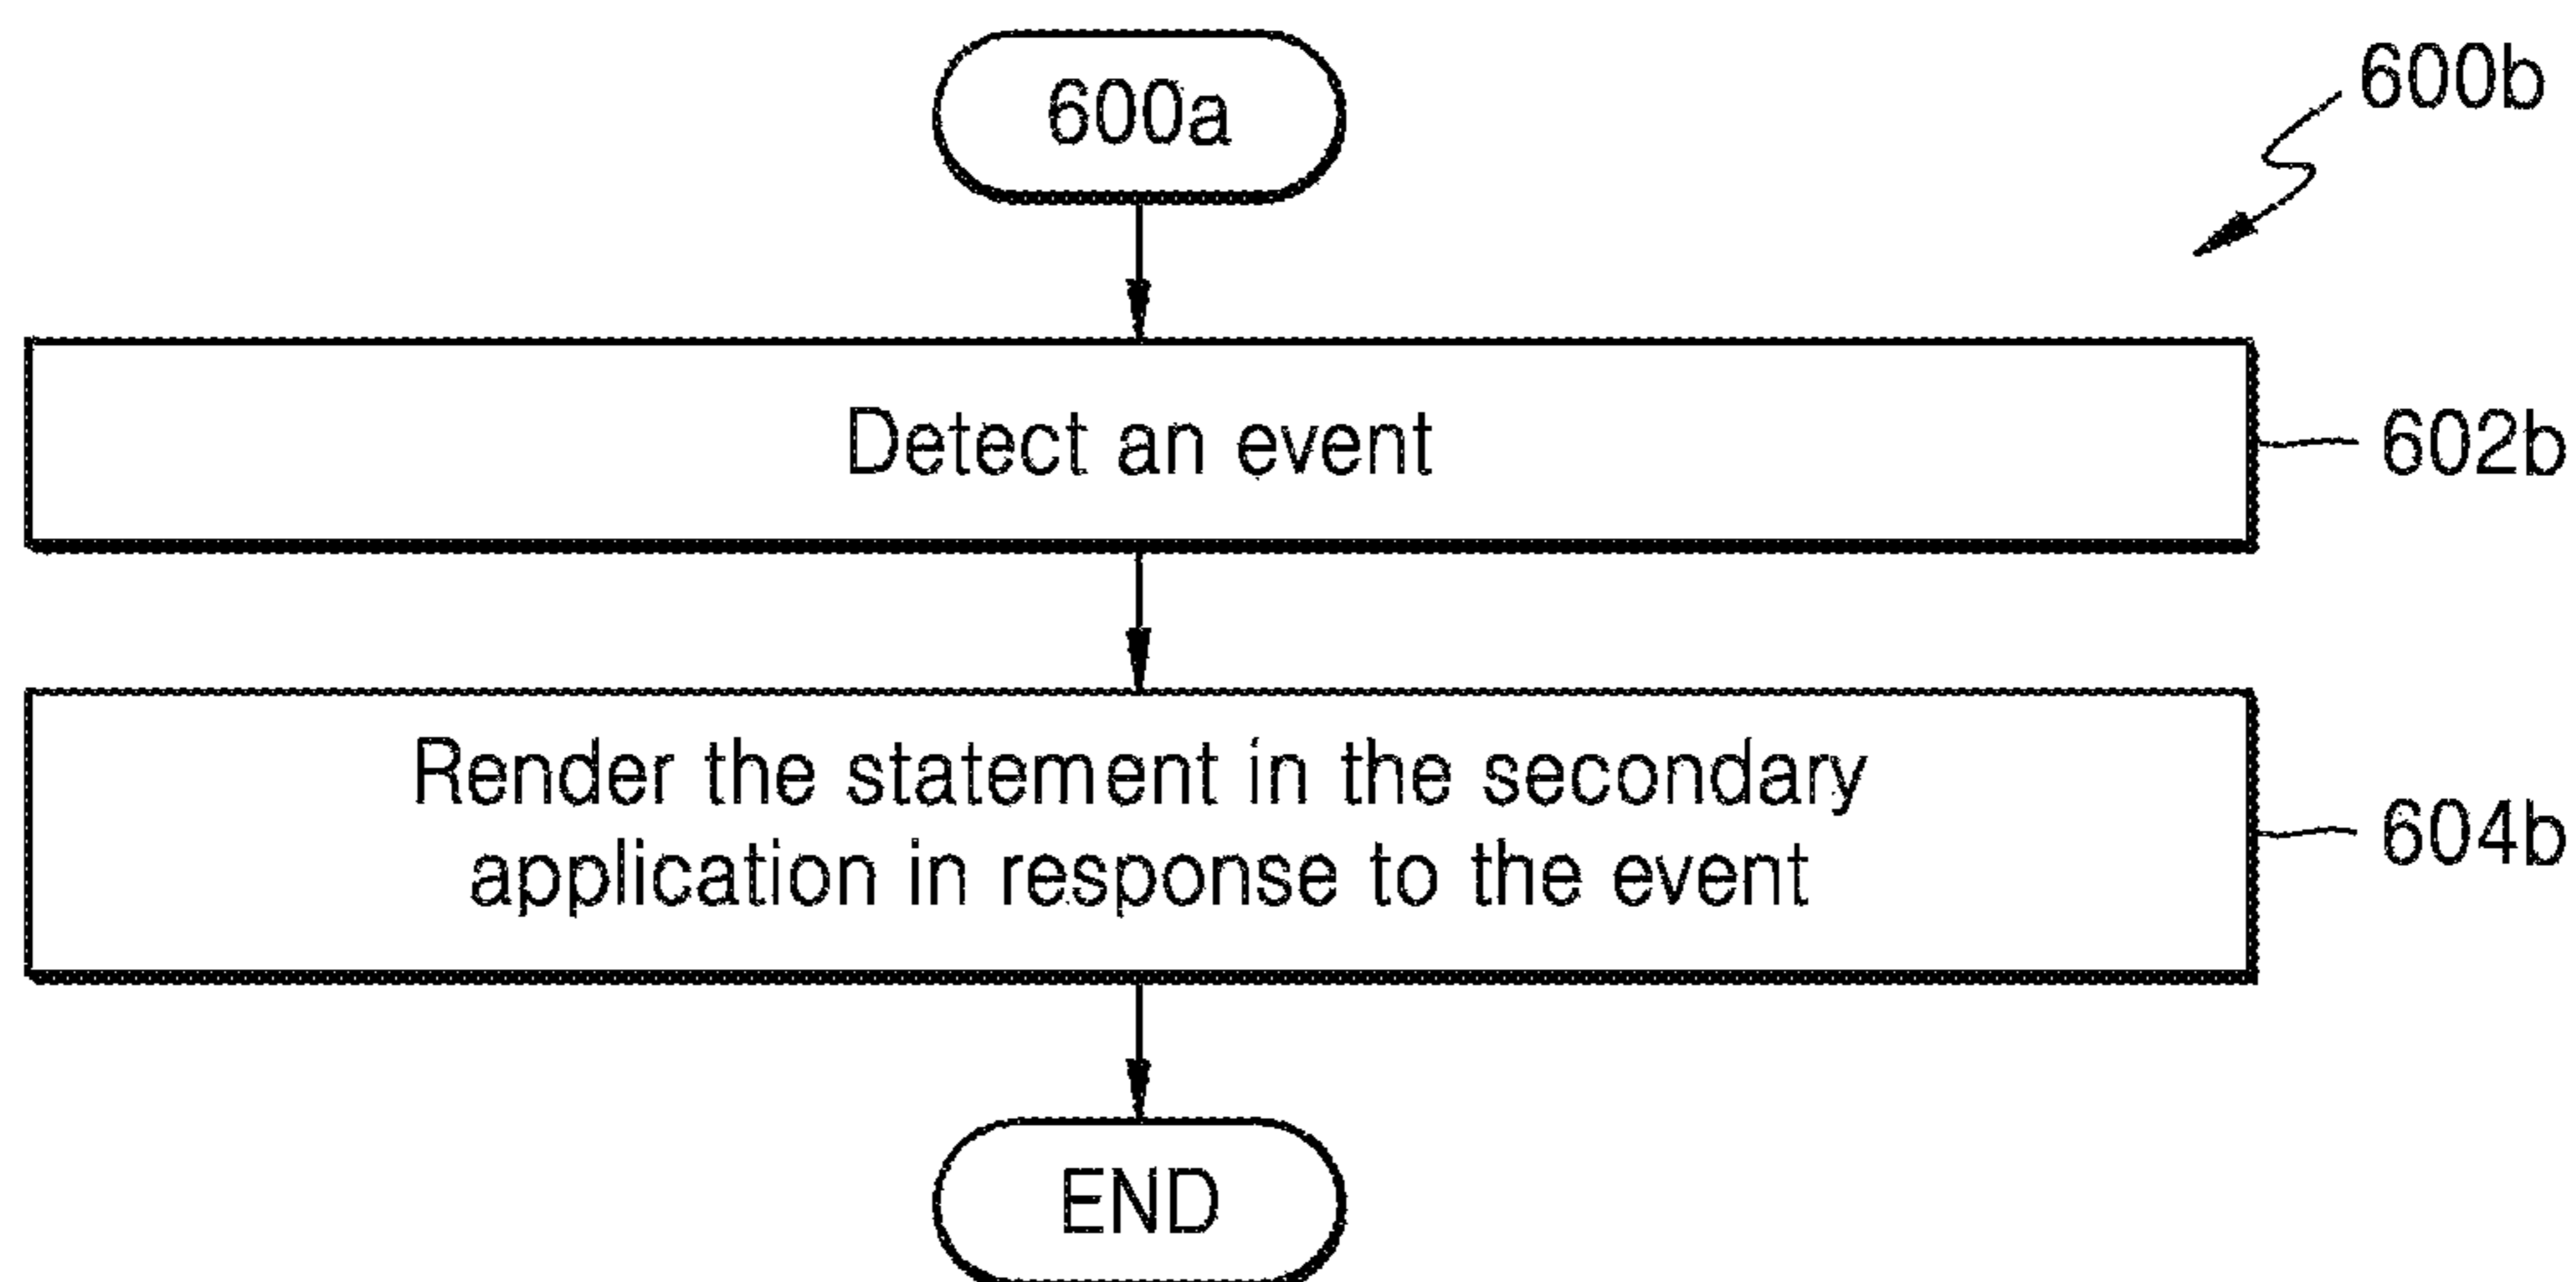 600a
600b
Detect an event
602b
Render the statement in the secondary
application in response to the event
604b
END